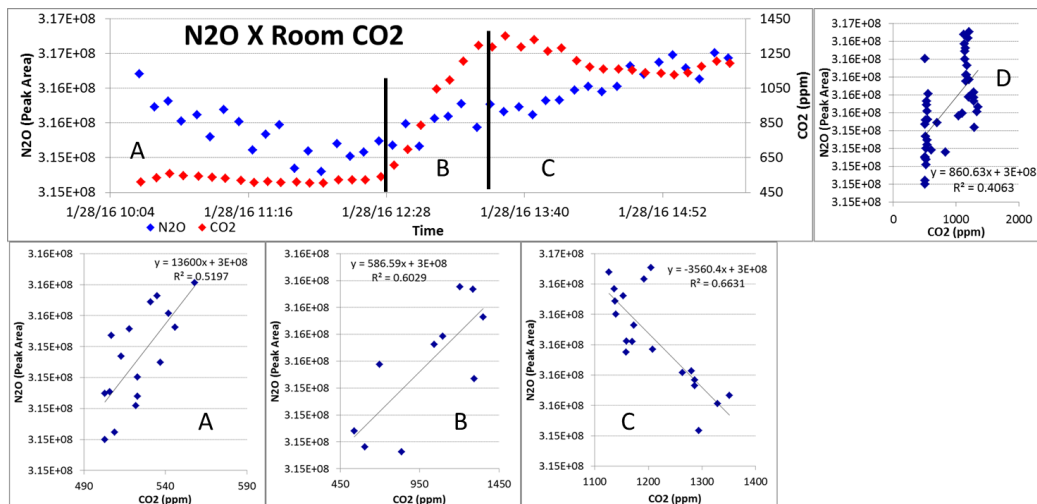 N2O X Room CO2
3.17E+08
3.16E+08
3.16E+08
3.15E+08
3.15E+08
3.15E+08
N2O (Peak Area)
1450
1250
1050
850
650
450
CO2 (ppm)
A
B
C
1/28/16 10:04
1/28/16 11:16
1/28/16 12:28
1/28/16 13:40
1/28/16 14:52
Time
N2O
CO2
3.17E+08
3.16E+08
3.16E+08
3.16E+08
3.16E+08
3.15E+08
3.15E+08
3.15E+08
3.15E+08
N2O (Peak Area)
D
y = 860.63x + 3E+08
R² = 0.4063
0
1000
2000
CO2 (ppm)
3.16E+08
3.16E+08
3.16E+08
3.15E+08
3.15E+08
3.15E+08
3.15E+08
3.15E+08
N2O (Peak Area)
y = 13600x + 3E+08
R² = 0.5197
A
490
540
590
CO2 (ppm)
3.16E+08
3.16E+08
3.16E+08
3.16E+08
3.16E+08
3.15E+08
3.15E+08
3.15E+08
3.15E+08
N2O (Peak Area)
y = 586.59x + 3E+08
R² = 0.6029
B
450
950
1450
CO2 (ppm)
3.17E+08
3.16E+08
3.16E+08
3.16E+08
3.16E+08
3.16E+08
3.15E+08
3.15E+08
N2O (Peak Area)
y = -3560.4x + 3E+08
R² = 0.6631
C
1100
1200
1300
1400
CO2 (ppm)